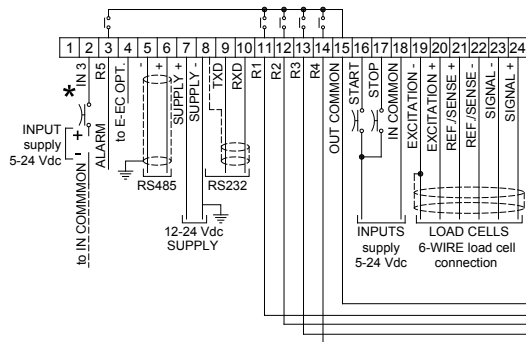 1 2 3 4 5 6 7 8 9 10 11 12 13 14 15 16 17 18 19 20 21 22 23 24
* IN 3
R5
to E-EC OPT.
-
+
SUPPLY +
SUPPLY -
TXD
RXD
R1
R2
R3
R4
OUT COMMON
START
STOP
IN COMMON
EXCITATION -
EXCITATION +
REF./SENSE +
REF./SENSE -
SIGNAL -
SIGNAL +
ALARM
INPUT
supply
5-24 Vdc
+
-
to IN COMMMON
RS485
RS232
12-24 Vdc
SUPPLY
INPUTS
supply
5-24 Vdc
LOAD CELLS
6-WIRE load cell
connection